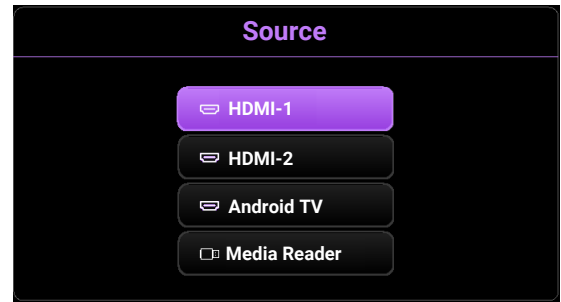 Source
HDMI-1
HDMI-2
Android TV
Media Reader